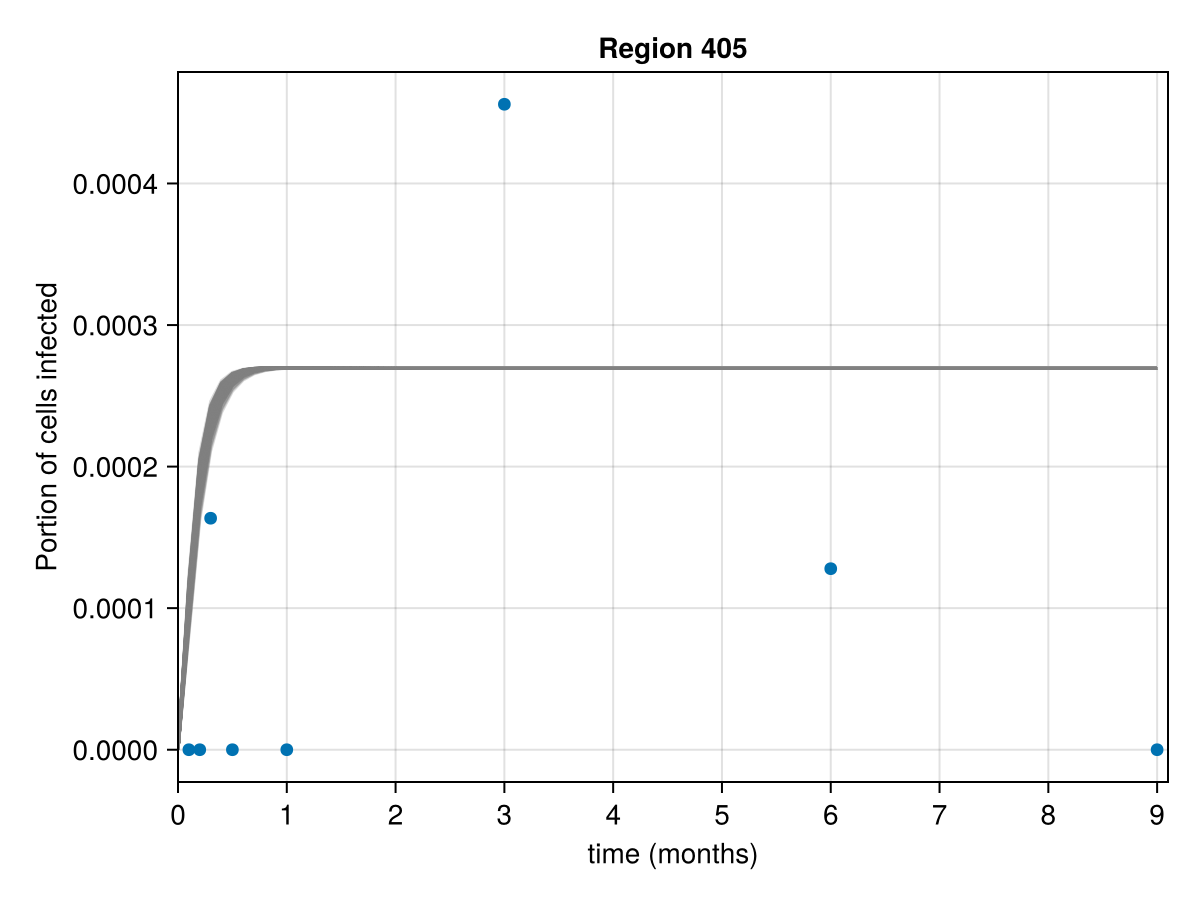 Region 405
Portion of cells infected
0.0004
0.0003
0.0002
0.0001
0.0000
0 1 2 3 4 5 6 7 8 9
time (months)